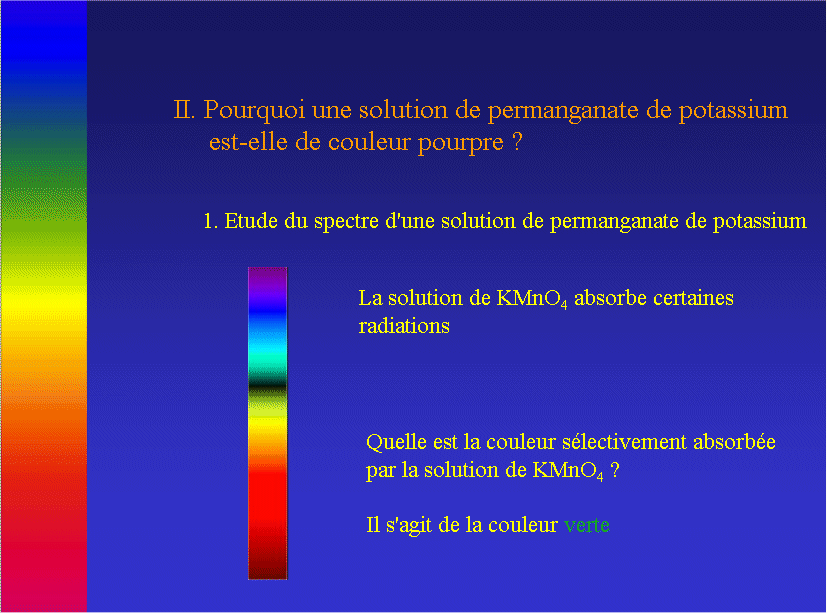 II. Pourquoi une solution de permanganate de potassium
est-elle de couleur pourpre ?
1. Etude du spectre d'une solution de permanganate de potassium
La solution de KMnO₄ absorbe certaines
radiations
Quelle est la couleur sélectivement absorbée
par la solution de KMnO₄ ?
Il s'agit de la couleur verte